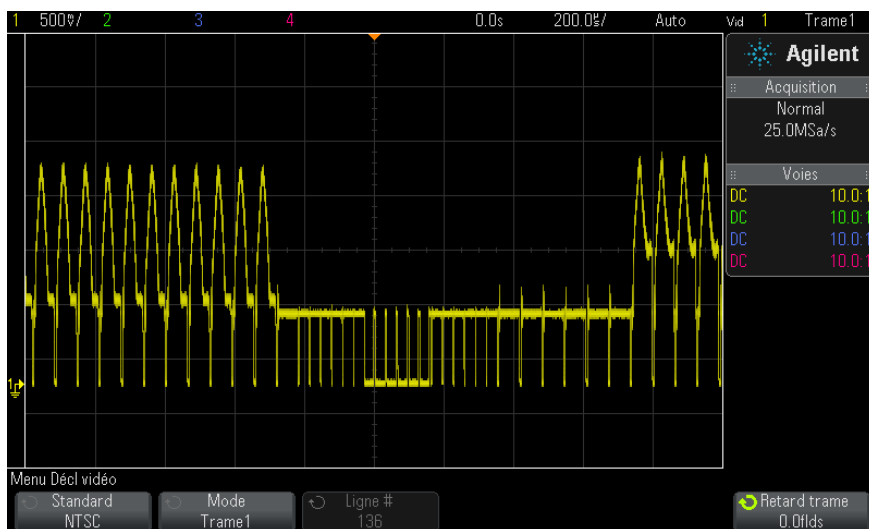 1 500▽/ 2 3 4 0.0s 200.0㎲/ Auto Vid 1 Trame1
Agilent
Acquisition
Normal
25.0MSa/s
Voies
DC 10.0:1
DC 10.0:1
DC 10.0:1
DC 10.0:1
1
Menu Décl vidéo
Standard
NTSC
Mode
Trame1
Ligne #
136
Retard trame
0.0flds